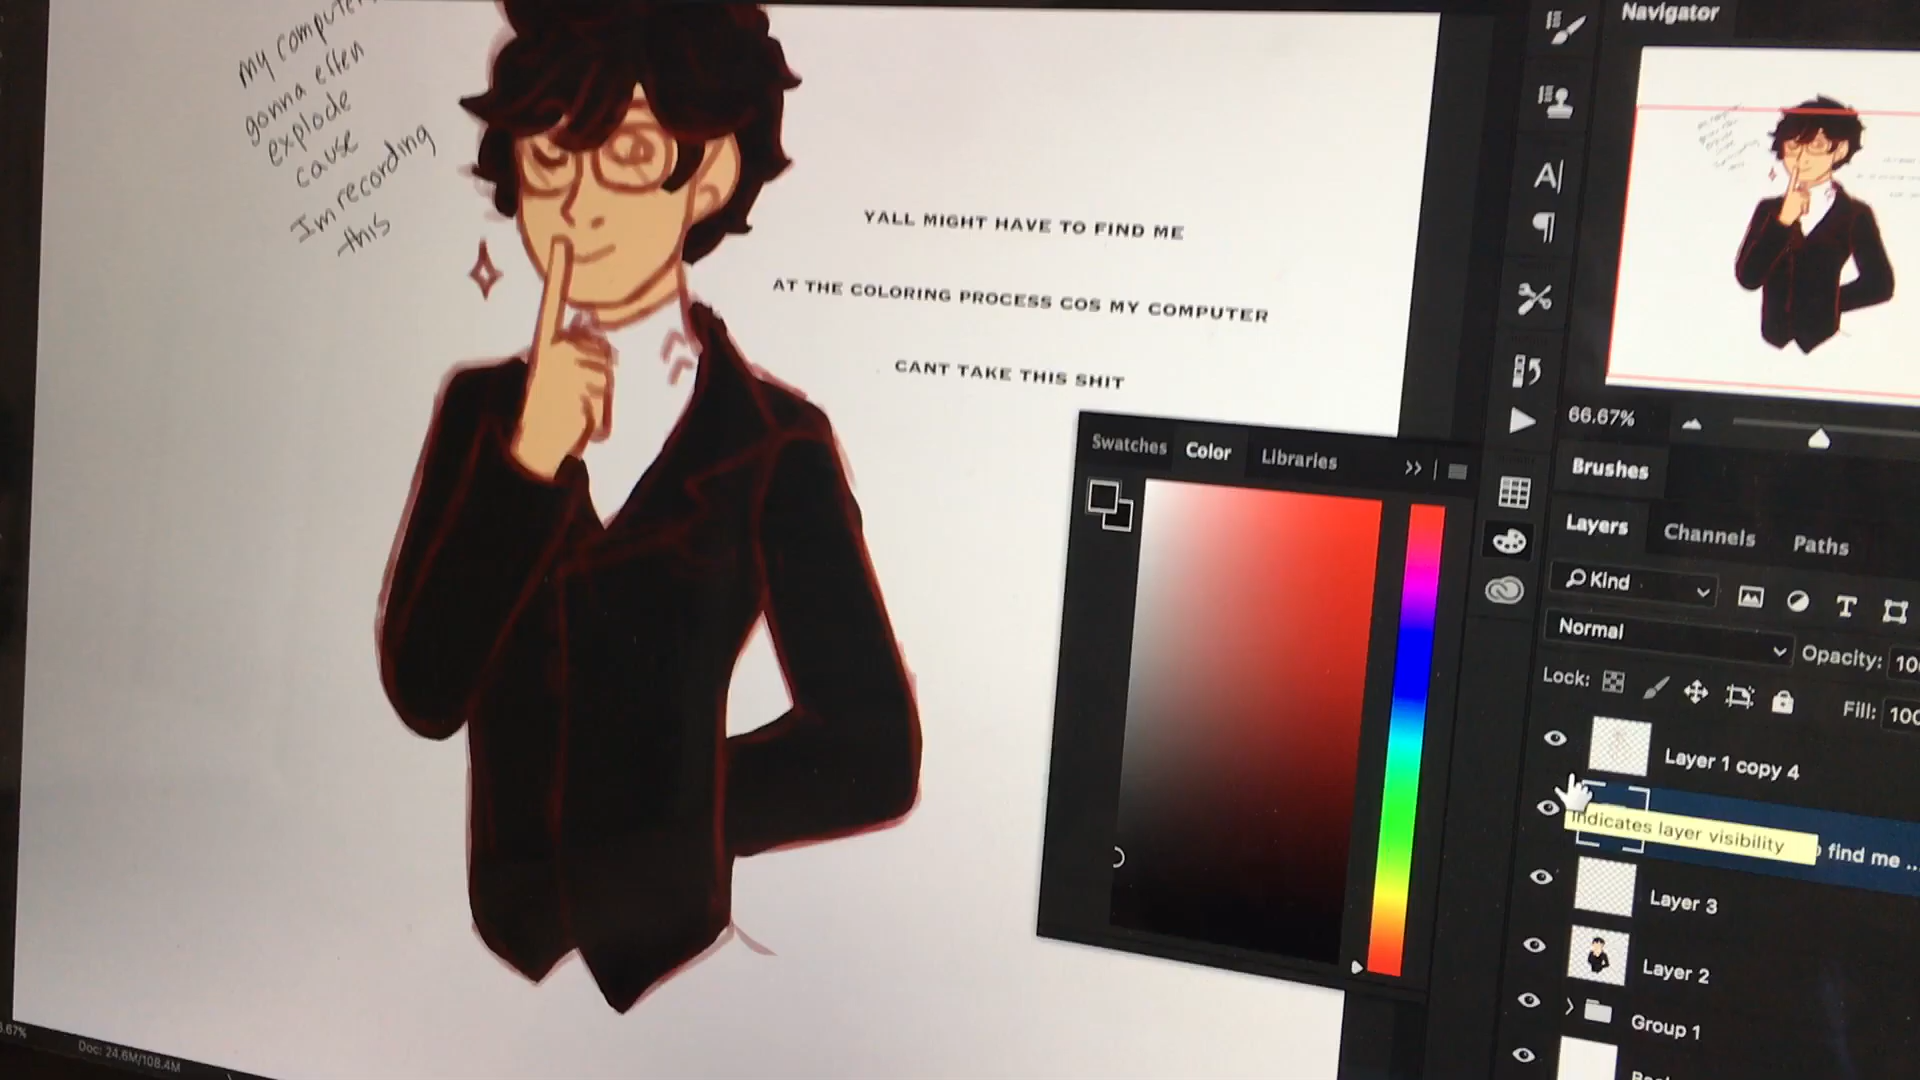 my computer
gonna effen
explode
cause
Im recording
this
YALL MIGHT HAVE TO FIND ME
AT THE COLORING PROCESS COS MY COMPUTER
CANT TAKE THIS SHIT
Navigator
66.67%
Brushes
Swatches
Color
Libraries
Layers
Channels
Paths
Kind
Normal
Opacity:
Lock:
Fill:
Layer 1 copy 4
Indicates layer visibility
find me ...
Layer 3
Layer 2
Group 1
Doc: 24.6M/108.4M